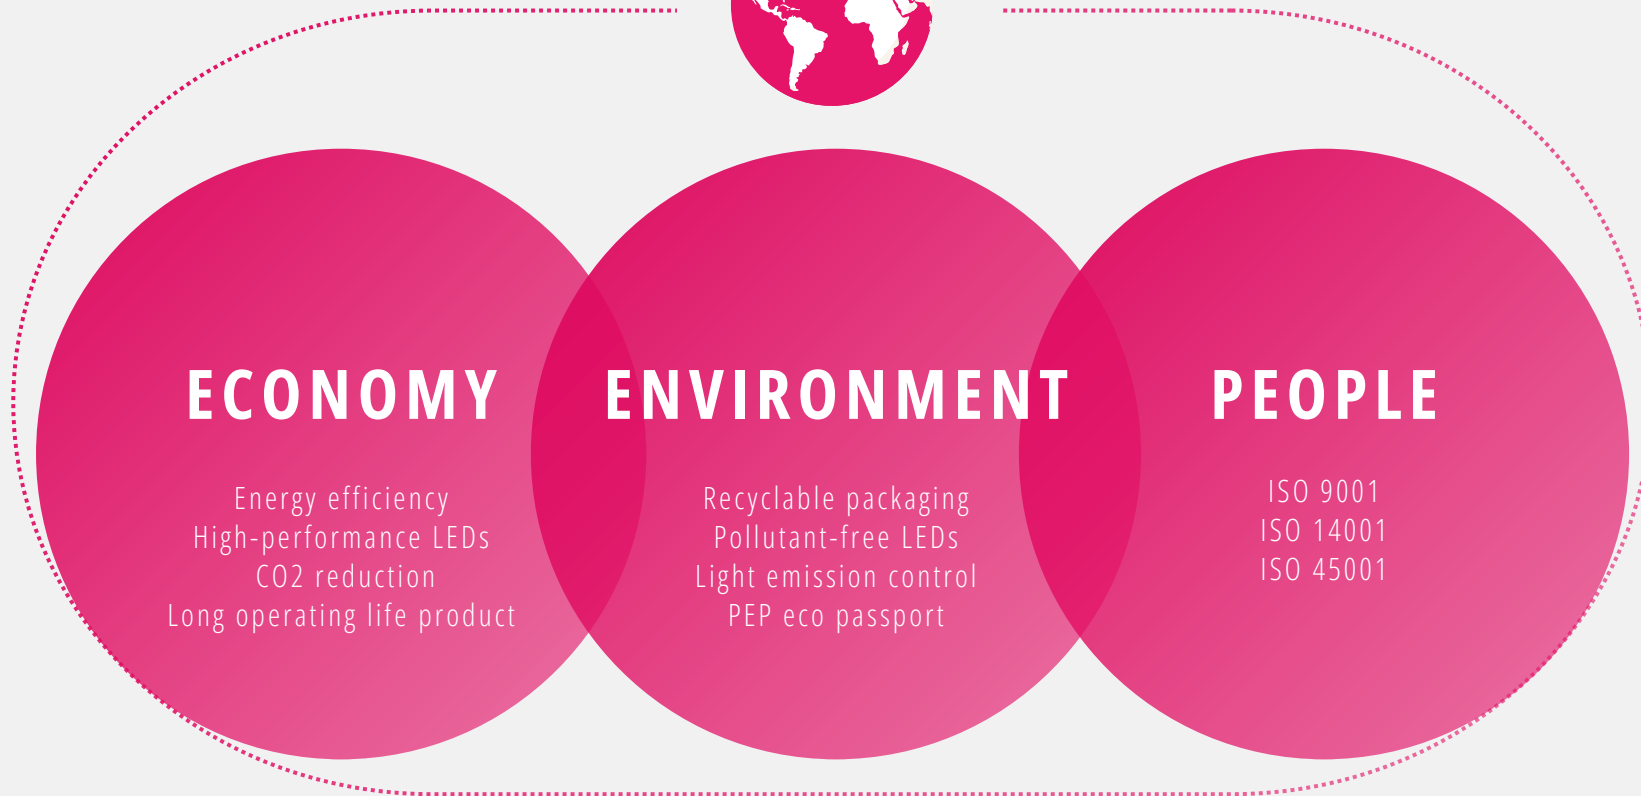 ECONOMY
Energy efficiency
High-performance LEDs
CO2 reduction
Long operating life product
ENVIRONMENT
Recyclable packaging
Pollutant-free LEDs
Light emission control
PEP eco passport
PEOPLE
ISO 9001
ISO 14001
ISO 45001